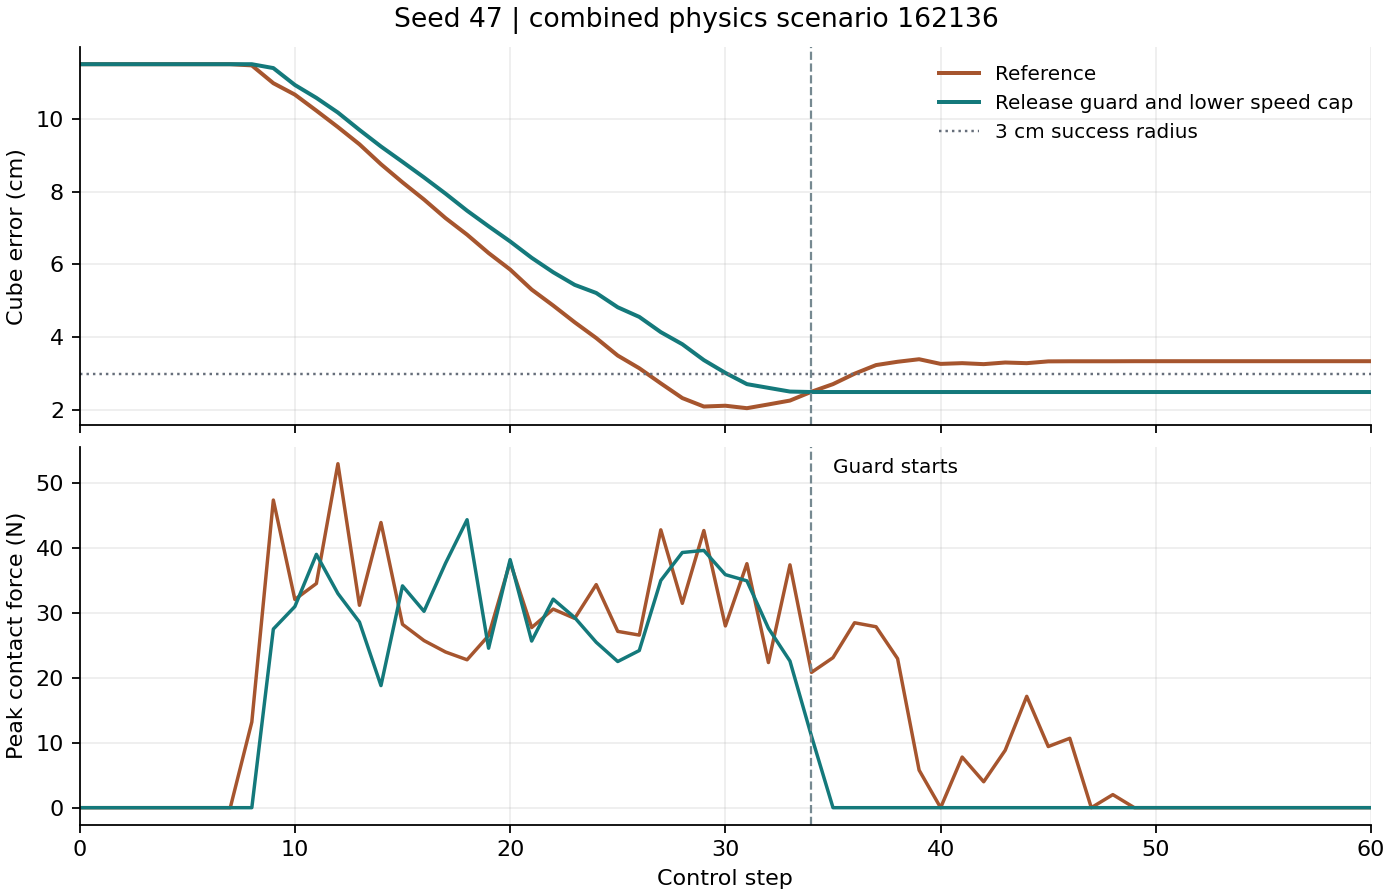 Seed 47 | combined physics scenario 162136
Cube error (cm)
10
8
6
4
2
Reference
Release guard and lower speed cap
3 cm success radius
Peak contact force (N)
50
40
30
20
10
0
Guard starts
0 10 20 30 40 50 60
Control step